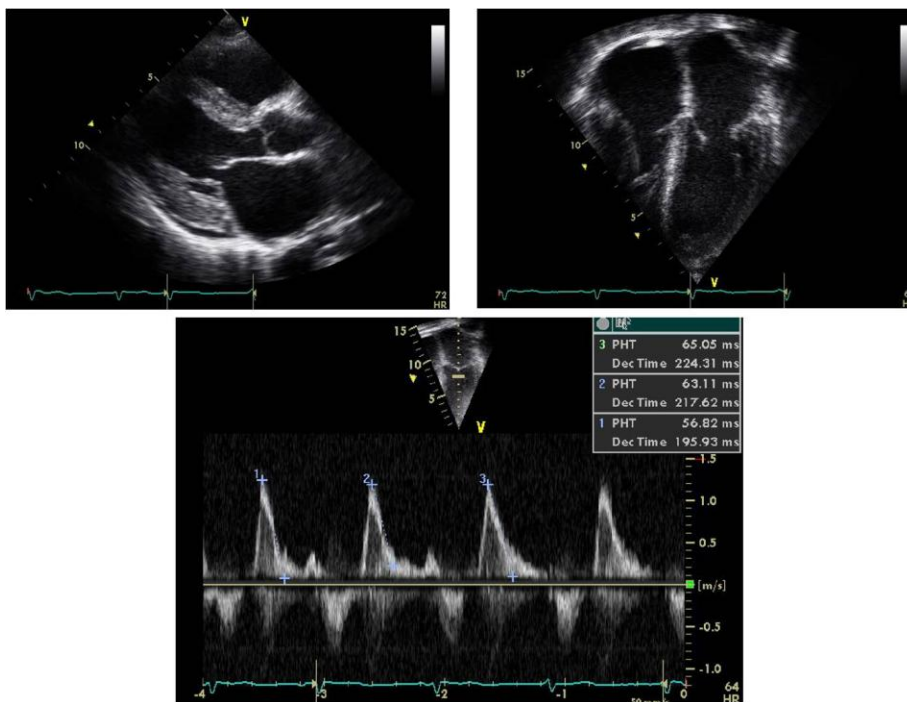 V
5
10
72
HR
15
10
5
V
6
15
10
5
V
3 PHT 65.05 ms
Dec Time 224.31 ms
2 PHT 63.11 ms
Dec Time 217.62 ms
1 PHT 56.82 ms
Dec Time 195.93 ms
1.5
1 2 3
1.0
0.5
[m/s]
-0.5
-1.0
64
-4 -3 -2 -1 0 HR